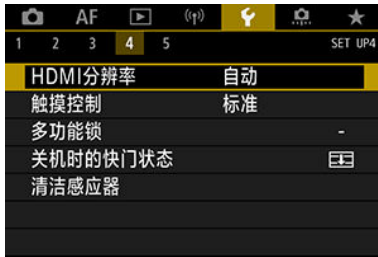 AF
1 2 3 4 5 SET UP4
HDMI分辨率 自动
触摸控制 标准
多功能锁 -
关机时的快门状态
清洁感应器